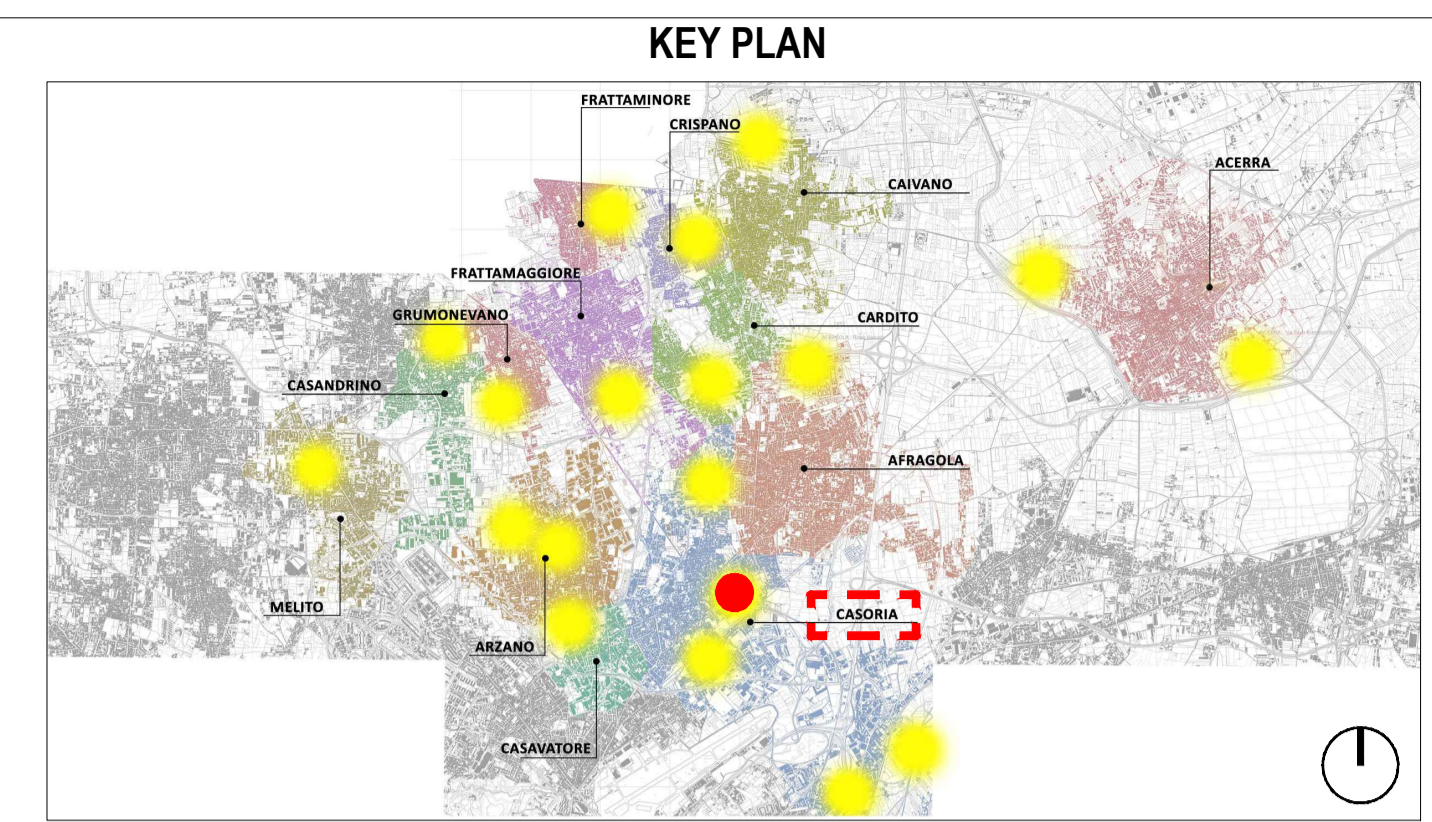 KEY PLAN
FRATTAMINORE
CRISPANO
ACERRA
CAIVANO
FRATTAMAGGIORE
GRUMONEVANO
CARDITO
CASANDRINO
AFRAGOLA
MELITO
CASORIA
ARZANO
CASAVATORE